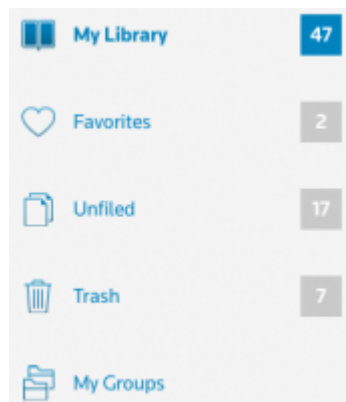 My Library 47
Favorites 2
Unfiled 17
Trash 7
My Groups